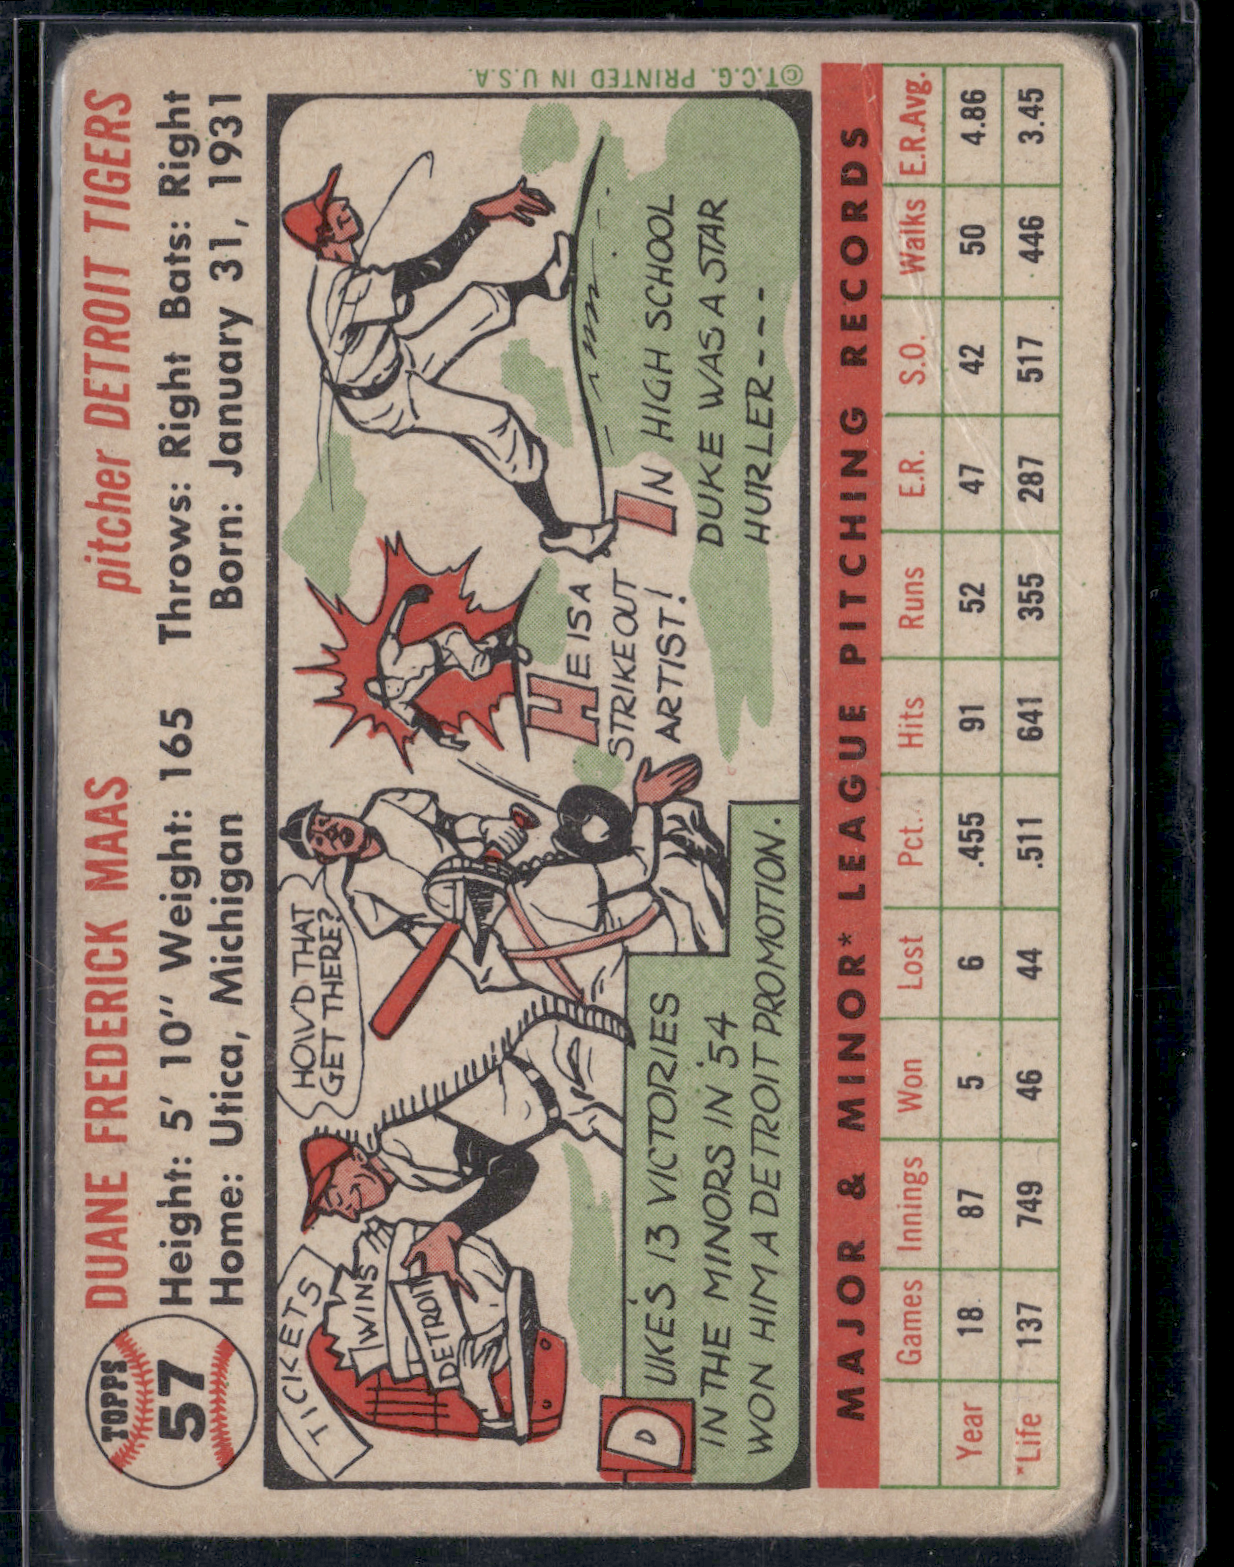 TOPPS
57
DUANE FREDERICK MAAS pitcher DETROIT TIGERS
Height: 5' 10" Weight: 165 Throws: Right Bats: Right
Home: Utica, Michigan Born: January 31, 1931
TICKETS
WINS
DETROIT
HOW'D THAT
GET THERE?
DUKE'S 13 VICTORIES
IN THE MINORS IN '54
WON HIM A DETROIT PROMOTION.
HE IS A
STRIKEOUT
ARTIST!
IN HIGH SCHOOL
DUKE WAS A STAR
HURLER----
©T.C.G. PRINTED IN U.S.A.
MAJOR & MINOR* LEAGUE PITCHING RECORDS
Games Innings Won Lost Pct. Hits Runs E.R. S.O. Walks E.R.Avg.
Year 18 87 5 6 .455 91 52 47 42 50 4.86
*Life 137 749 46 44 .511 641 355 287 517 446 3.45